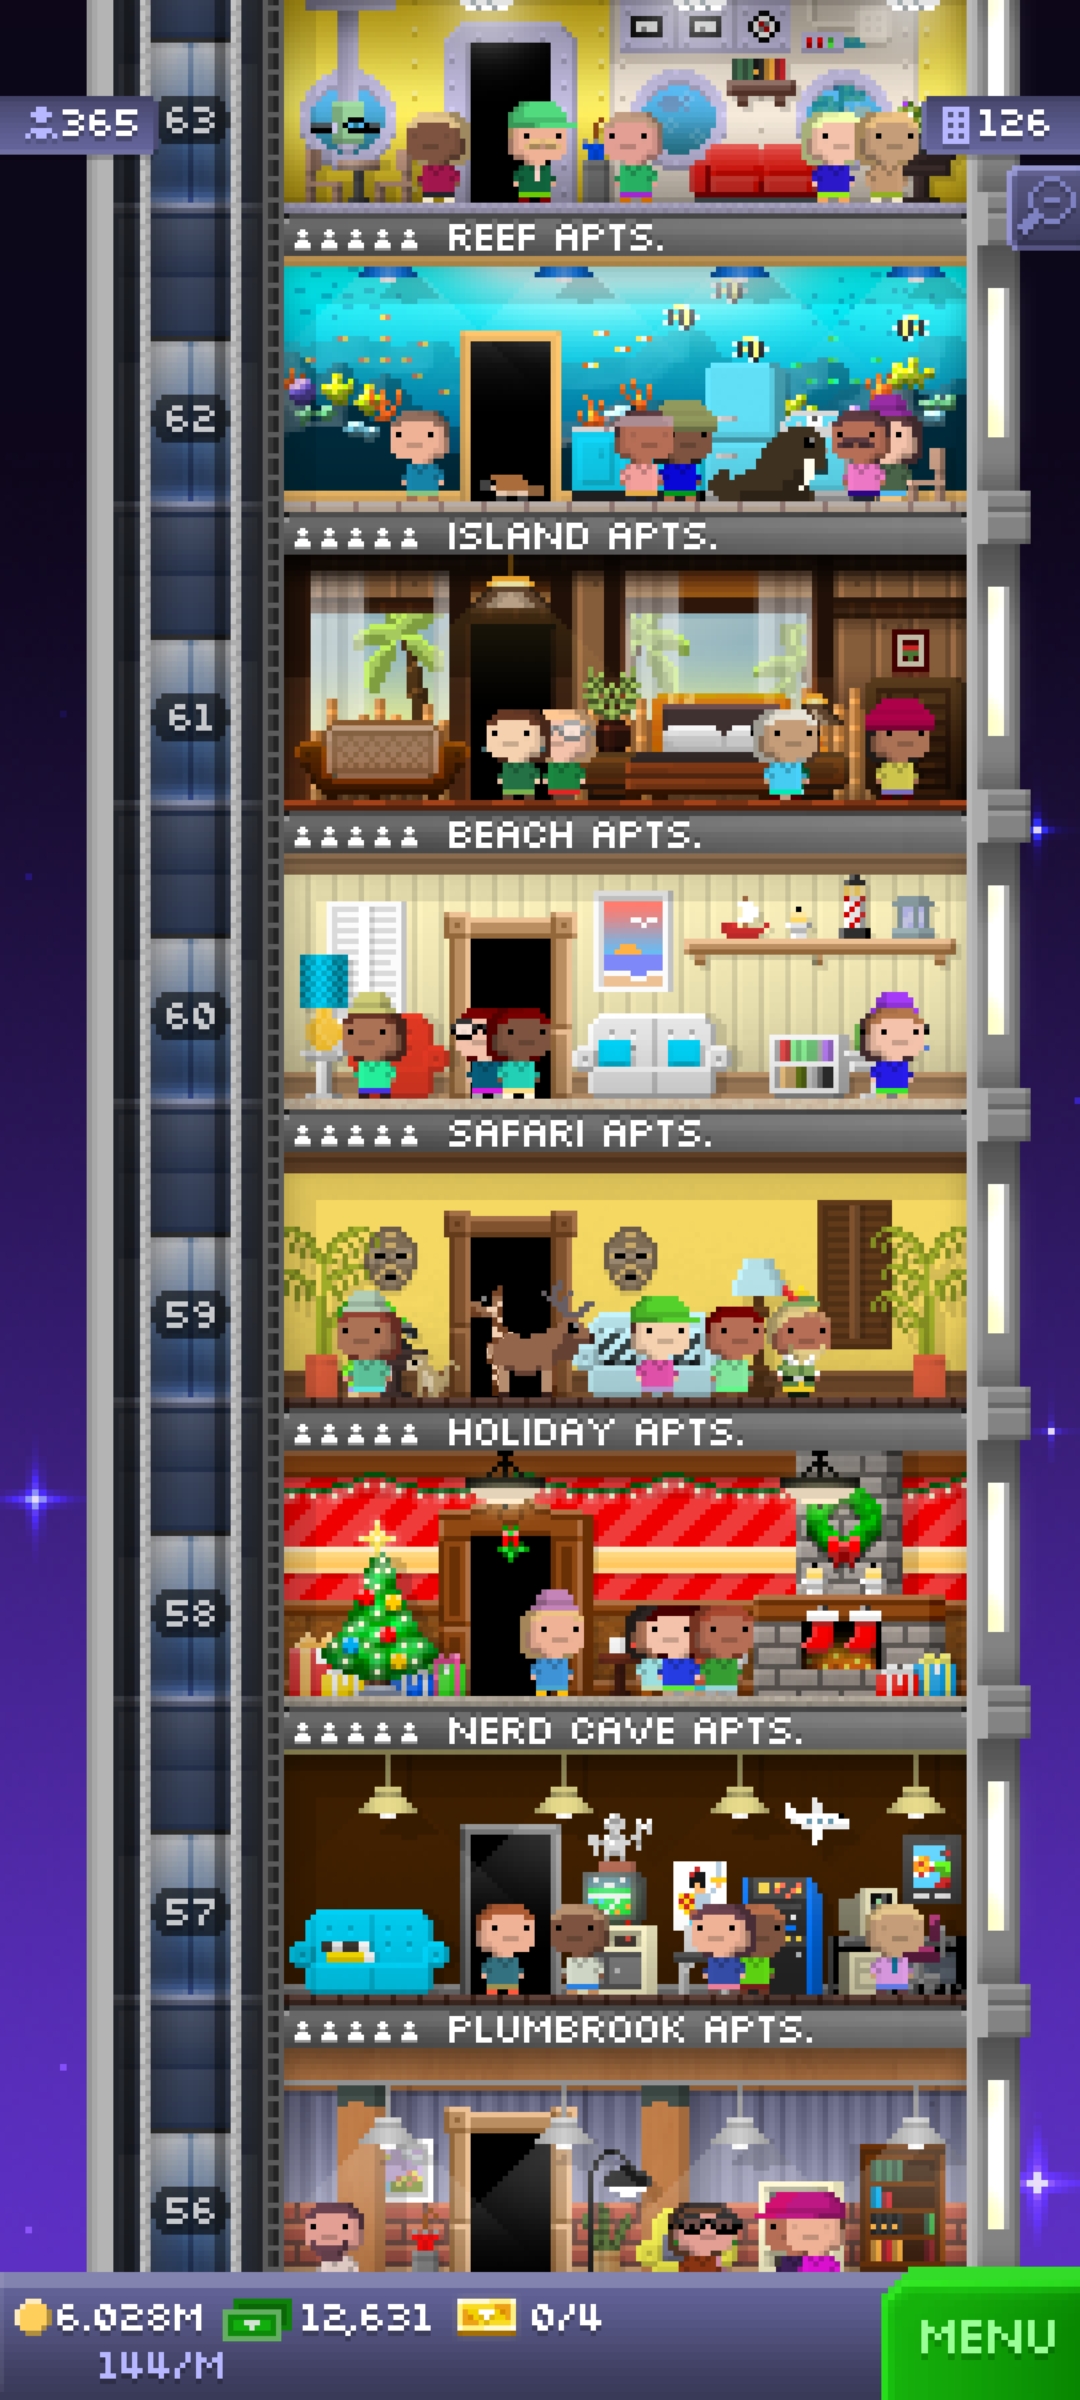 365
63
126
REEF APTS.
62
ISLAND APTS.
61
BEACH APTS.
60
SAFARI APTS.
59
HOLIDAY APTS.
58
NERD CAVE APTS.
57
PLUMBROOK APTS.
56
6.028M 12,631 0/4
144/M
MENU